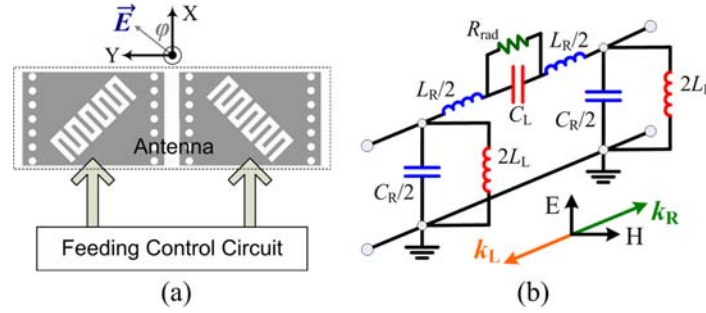 X
E φ
Y
Antenna
Feeding Control Circuit
(a)
R_rad
L_R/2
C_L
L_R/2
C_R/2
2L_L
C_R/2
2L_L
E
H
k_R
k_L
(b)